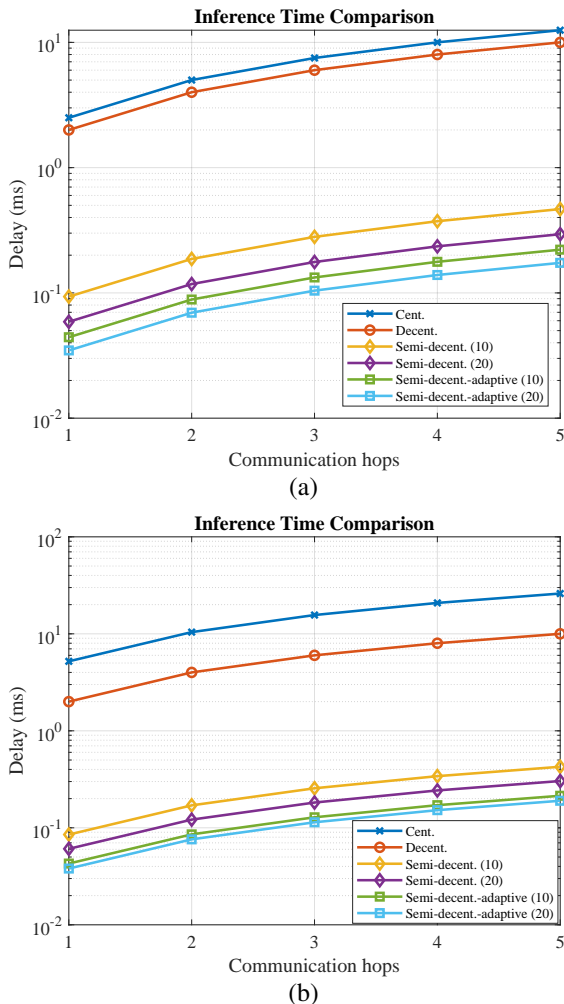 Inference Time Comparison
10^1
10^0
10^-1
10^-2
Delay (ms)
Cent.
Decent.
Semi-decent. (10)
Semi-decent. (20)
Semi-decent.-adaptive (10)
Semi-decent.-adaptive (20)
1 2 3 4 5
Communication hops
(a)
Inference Time Comparison
10^2
10^1
10^0
10^-1
10^-2
Delay (ms)
Cent.
Decent.
Semi-decent. (10)
Semi-decent. (20)
Semi-decent.-adaptive (10)
Semi-decent.-adaptive (20)
1 2 3 4 5
Communication hops
(b)